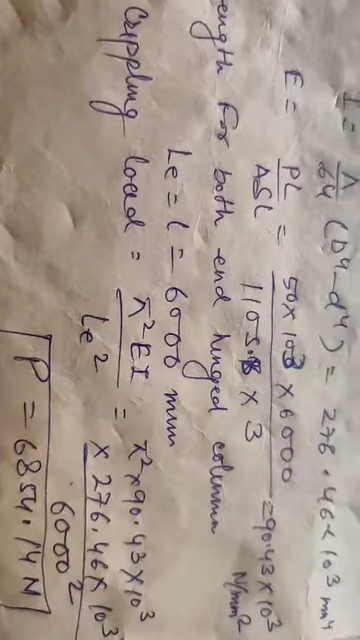 I = π/64 (D⁴-d⁴) = 276.46×10³ mm⁴
E = PL/ASL = 50×10³×6000/1105.8×3 = 90.43×10³ N/mm²
ength For both end hinged column
Le = l = 6000 mm
Crippling load = π²EI/Le² = π²×90.43×10³×276.46×10³/6000²
P = 6854.14 N